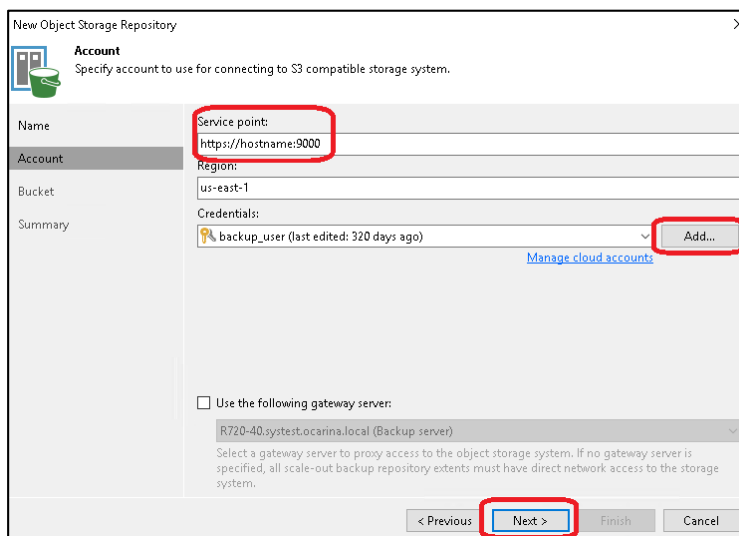 New Object Storage Repository
Account
Specify account to use for connecting to S3 compatible storage system.
Name
Account
Bucket
Summary
Service point:
https://hostname:9000
Region:
us-east-1
Credentials:
backup_user (last edited: 320 days ago)
Add...
Manage cloud accounts
Use the following gateway server:
R720-40.systest.ocarina.local (Backup server)
Select a gateway server to proxy access to the object storage system. If no gateway server is
specified, all scale-out backup repository extents must have direct network access to the storage
system.
< Previous
Next >
Finish
Cancel